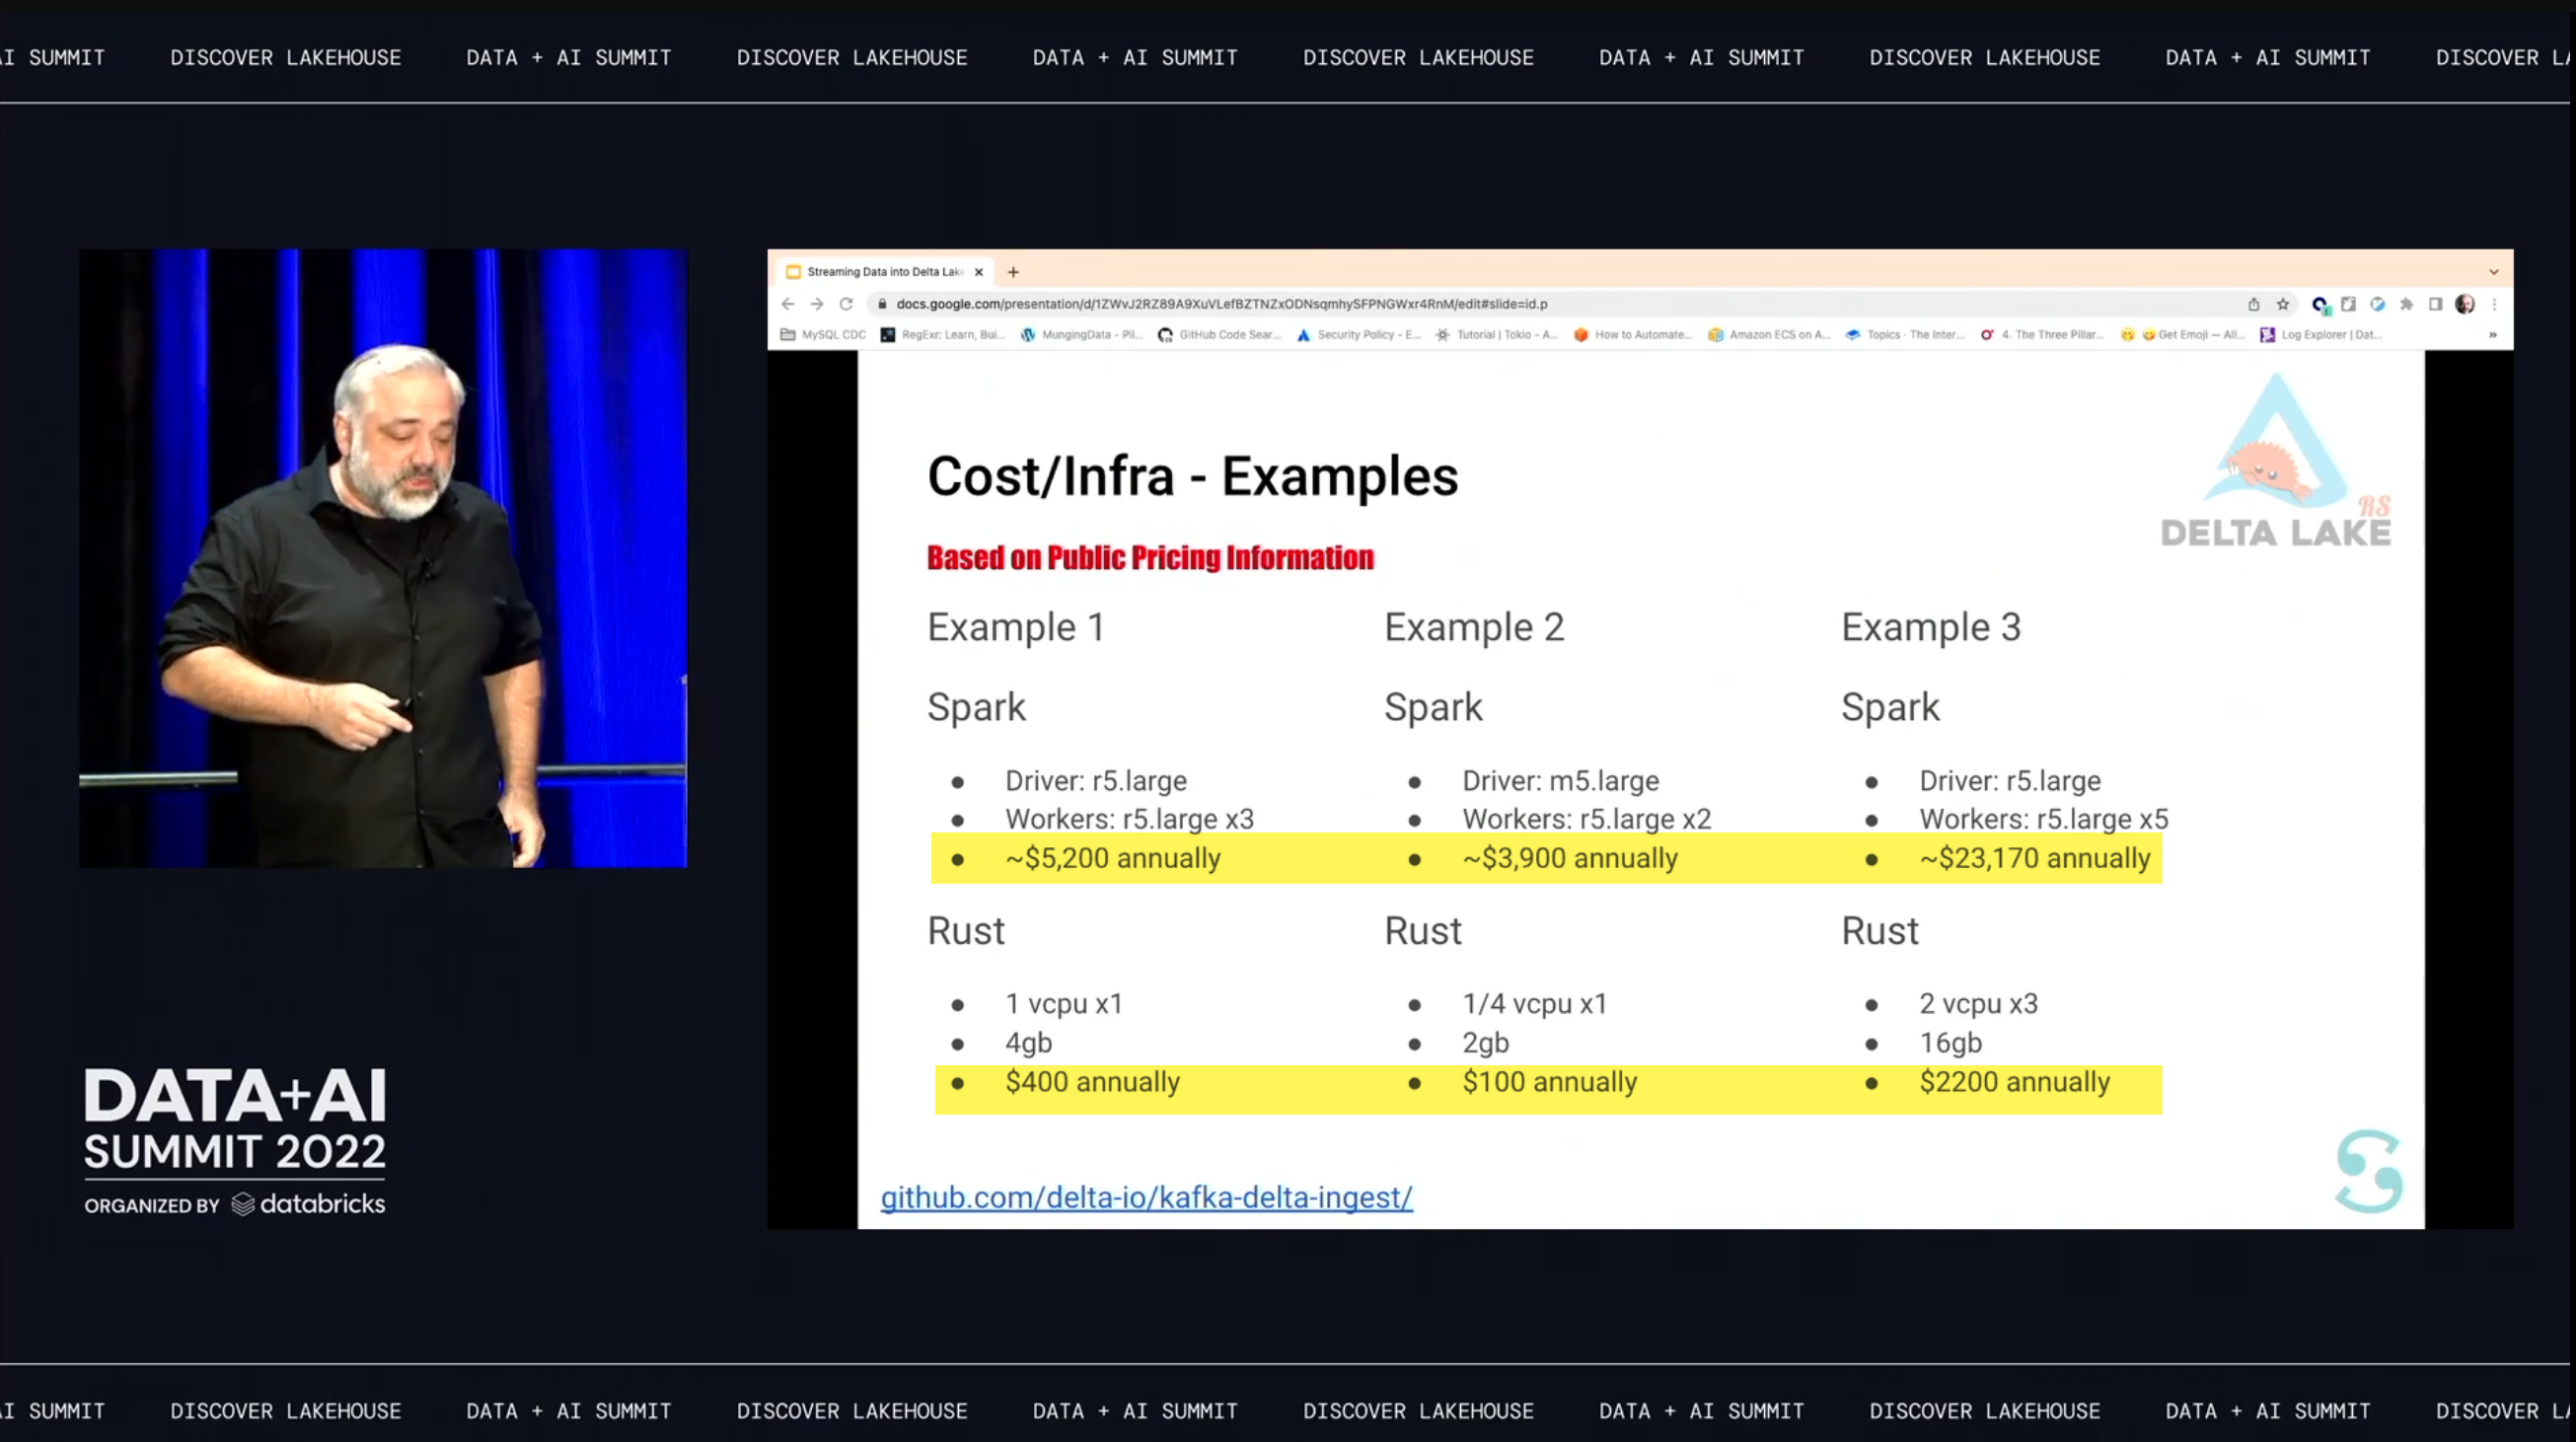 AI SUMMIT DISCOVER LAKEHOUSE DATA + AI SUMMIT DISCOVER LAKEHOUSE DATA + AI SUMMIT DISCOVER LAKEHOUSE DATA + AI SUMMIT DISCOVER LAKEHOUSE DATA + AI SUMMIT DISCOVER LA
Streaming Data into Delta Lak
docs.google.com/presentation/d/1ZWvJ2RZ89A9XuVLefBZTNZxODNsqmhySFPNGWxr4RnM/edit#slide=id.p
MySQL CDC RegExr: Learn, Bui... MungingData - Pil... GitHub Code Sear... Security Policy - E... Tutorial | Tokio - A... How to Automate... Amazon ECS on A... Topics · The Inter... 4. The Three Pillar... Get Emoji — All... Log Explorer | Dat...
RS
DELTA LAKE
Cost/Infra - Examples
Based on Public Pricing Information
Example 1
Spark
• Driver: r5.large
• Workers: r5.large x3
• ~$5,200 annually
Rust
• 1 vcpu x1
• 4gb
• $400 annually
Example 2
Spark
• Driver: m5.large
• Workers: r5.large x2
• ~$3,900 annually
Rust
• 1/4 vcpu x1
• 2gb
• $100 annually
Example 3
Spark
• Driver: r5.large
• Workers: r5.large x5
• ~$23,170 annually
Rust
• 2 vcpu x3
• 16gb
• $2200 annually
github.com/delta-io/kafka-delta-ingest/
DATA+AI
SUMMIT 2022
ORGANIZED BY databricks
AI SUMMIT DISCOVER LAKEHOUSE DATA + AI SUMMIT DISCOVER LAKEHOUSE DATA + AI SUMMIT DISCOVER LAKEHOUSE DATA + AI SUMMIT DISCOVER LAKEHOUSE DATA + AI SUMMIT DISCOVER LA